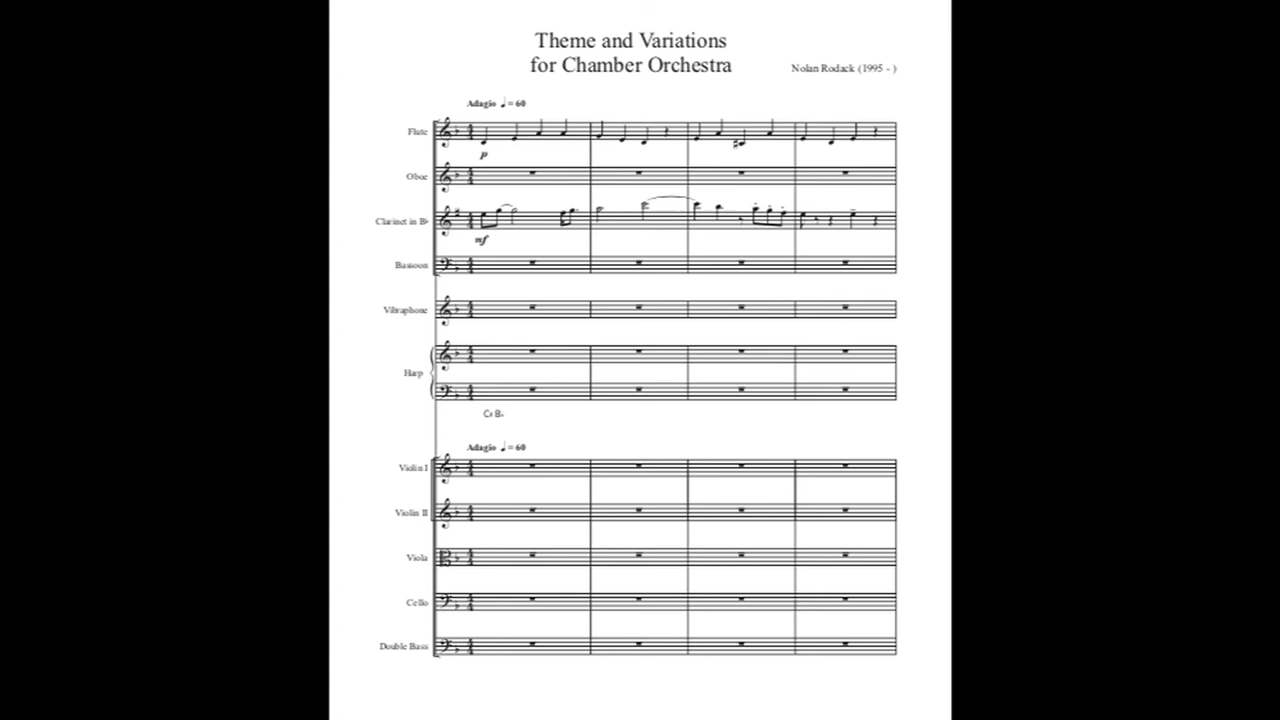 Theme and Variations
for Chamber Orchestra
Nolan Rodack (1995 - )
Adagio ♩ = 60
Flute
p
Oboe
Clarinet in B♭
mf
Bassoon
Vibraphone
Harp
Adagio ♩ = 60
Violin I
Violin II
Viola
Cello
Double Bass